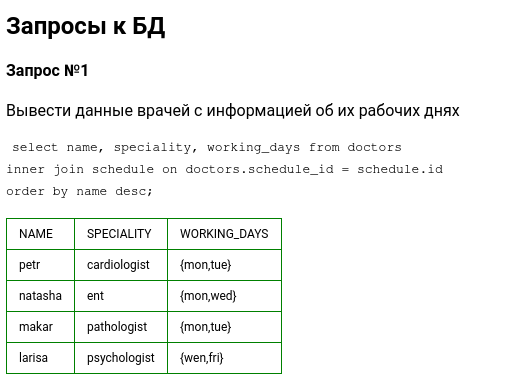 Запросы к БД
Запрос №1
Вывести данные врачей с информацией об их рабочих днях
select name, speciality, working_days from doctors
inner join schedule on doctors.schedule_id = schedule.id
order by name desc;
NAME SPECIALITY WORKING_DAYS
petr cardiologist {mon,tue}
natasha ent {mon,wed}
makar pathologist {mon,tue}
larisa psychologist {wen,fri}